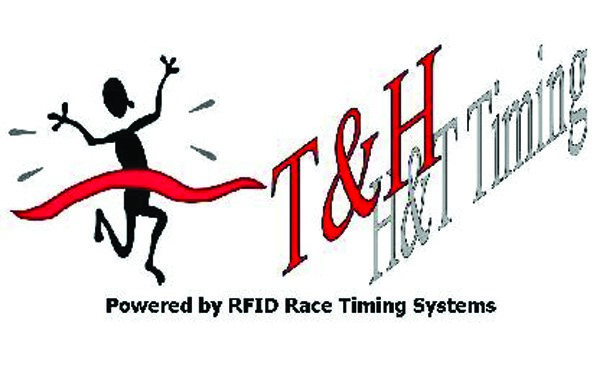 T&H
H&T Timing
Powered by RFID Race Timing Systems